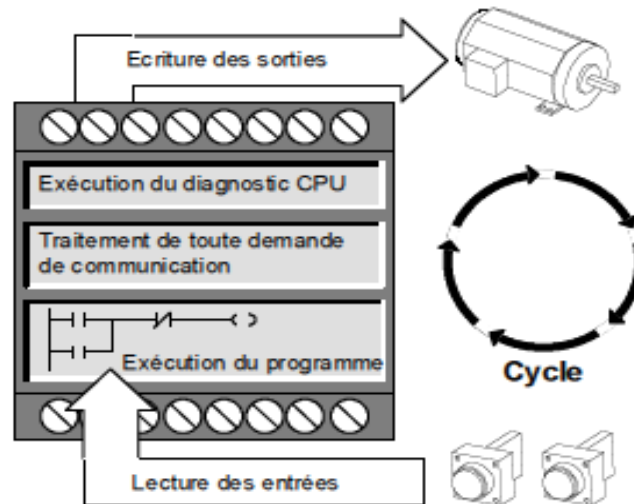 Ecriture des sorties
Exécution du diagnostic CPU
Traitement de toute demande
de communication
Exécution du programme
Cycle
Lecture des entrées